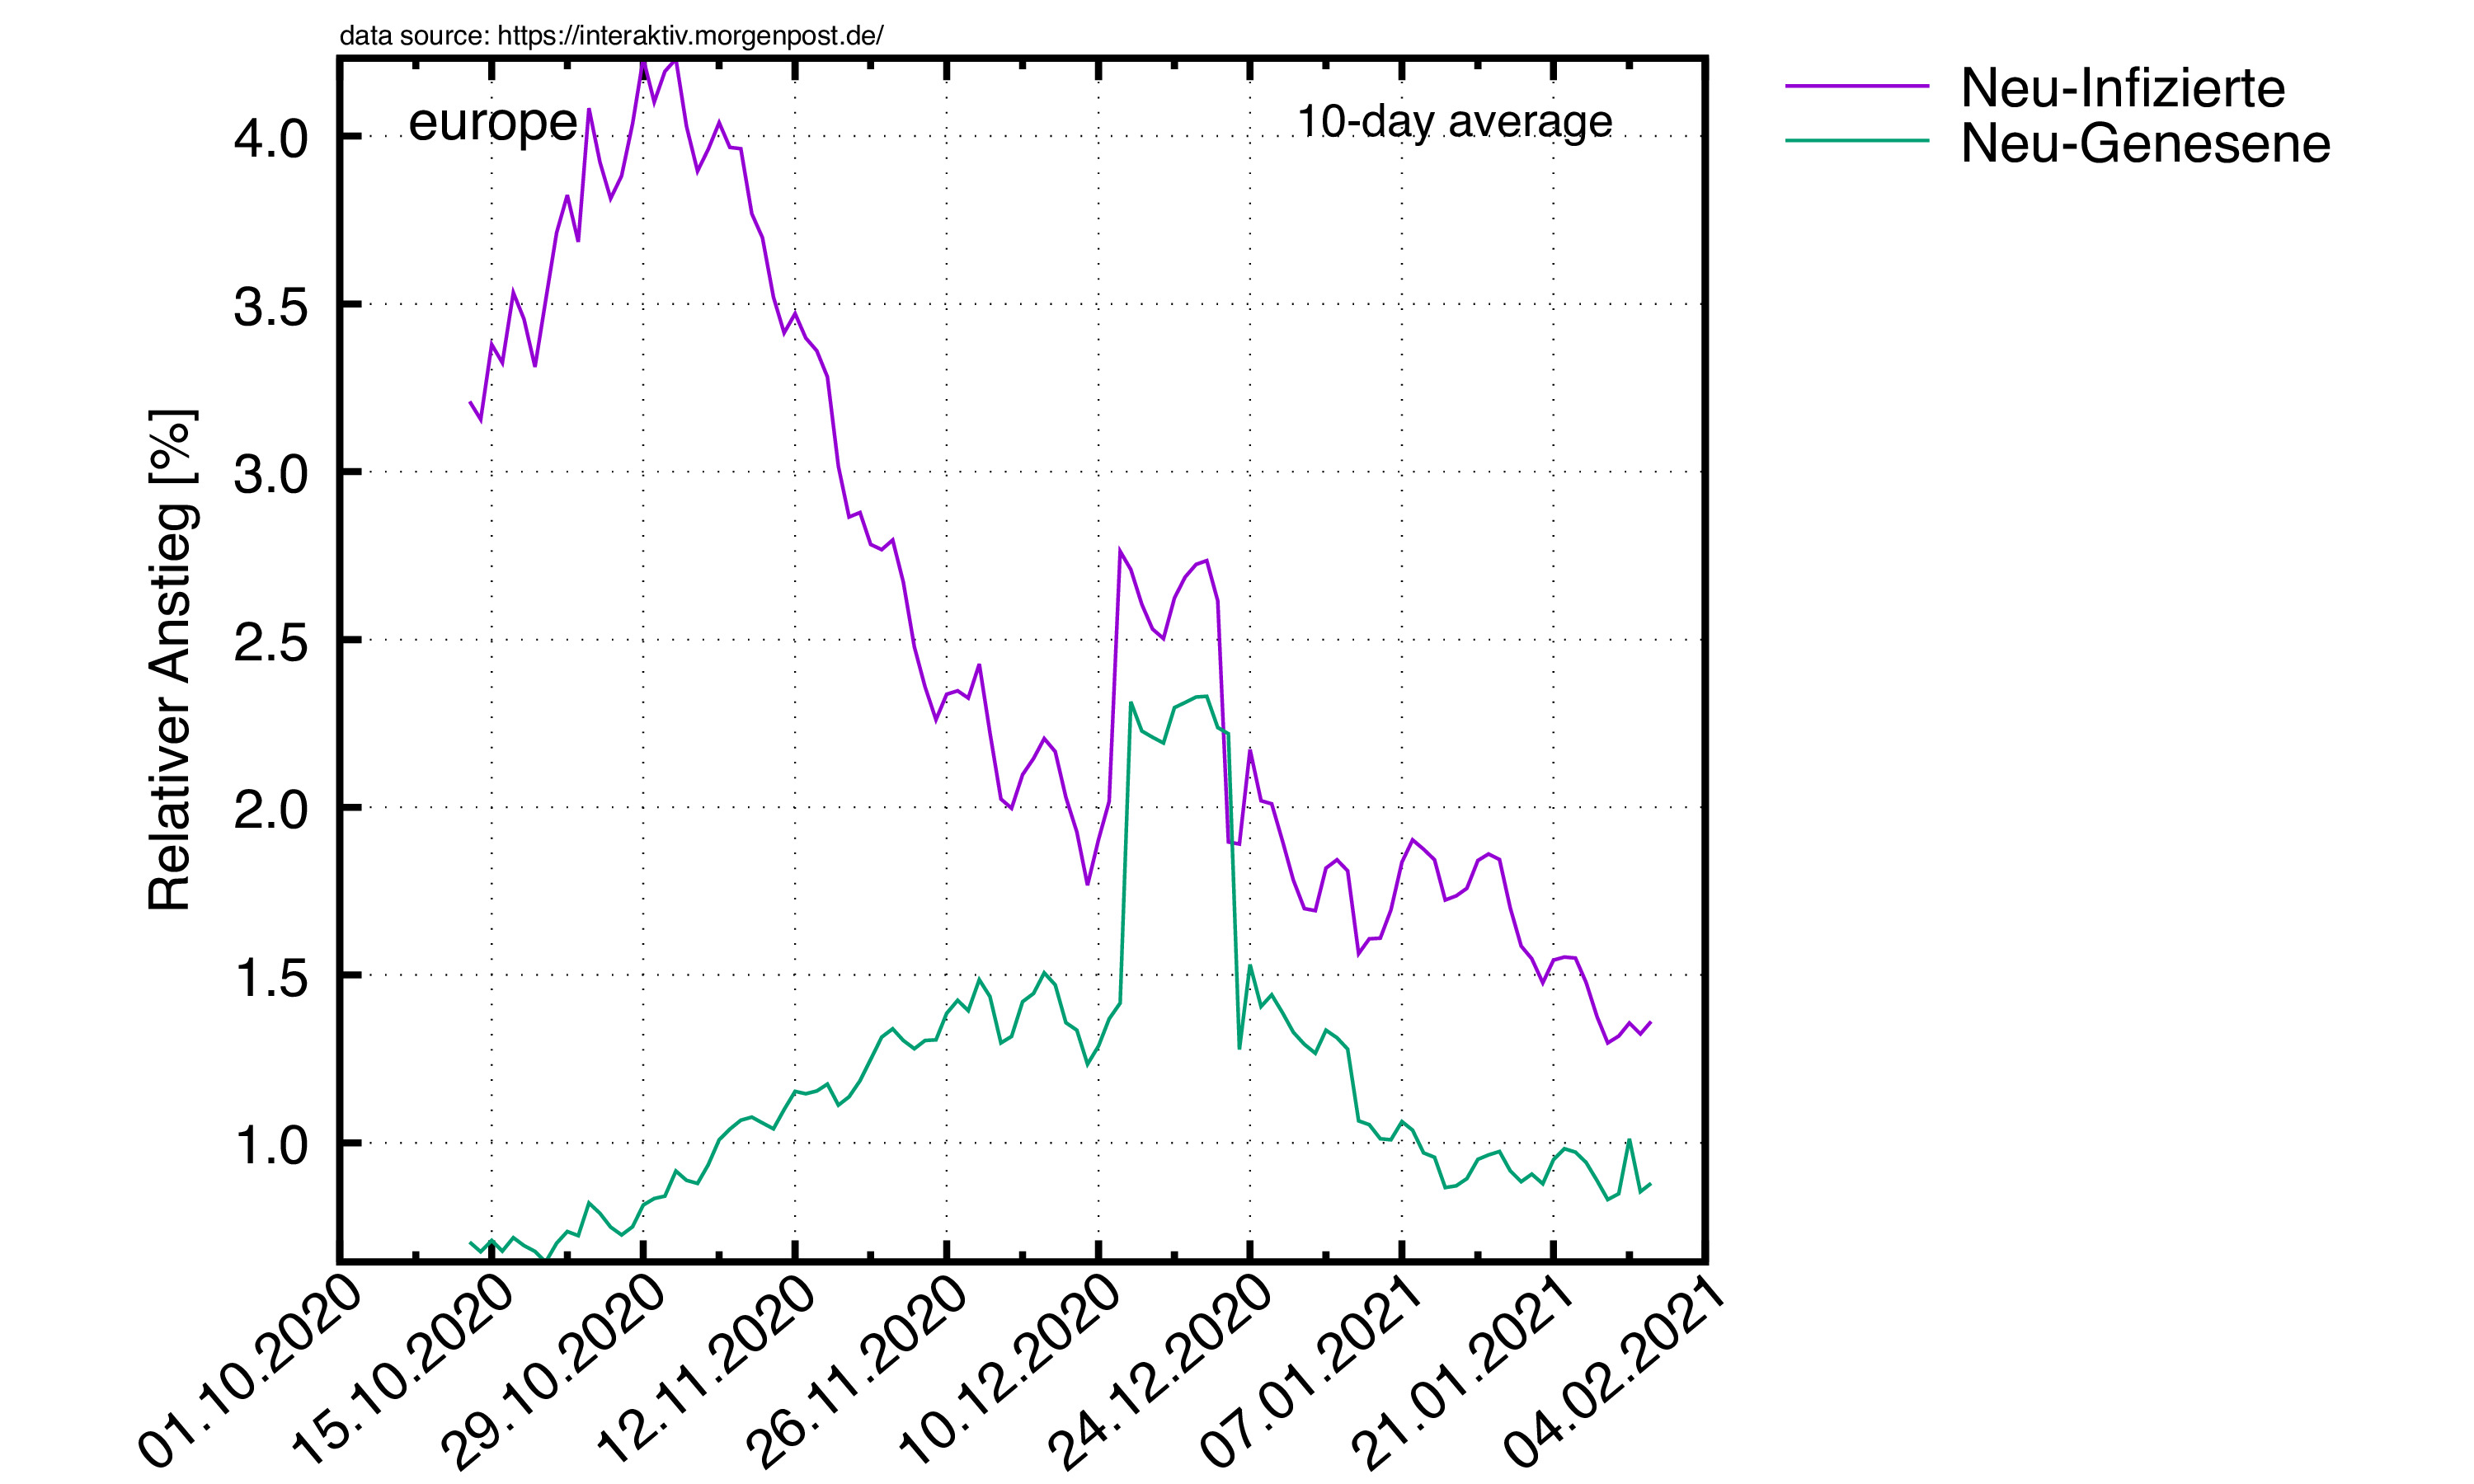 data source: https://interaktiv.morgenpost.de/
europe
10-day average
Neu-Infizierte
Neu-Genesene
Relativer Anstieg [%]
4.0
3.5
3.0
2.5
2.0
1.5
1.0
01.10.2020
15.10.2020
29.10.2020
12.11.2020
26.11.2020
10.12.2020
24.12.2020
07.01.2021
21.01.2021
04.02.2021